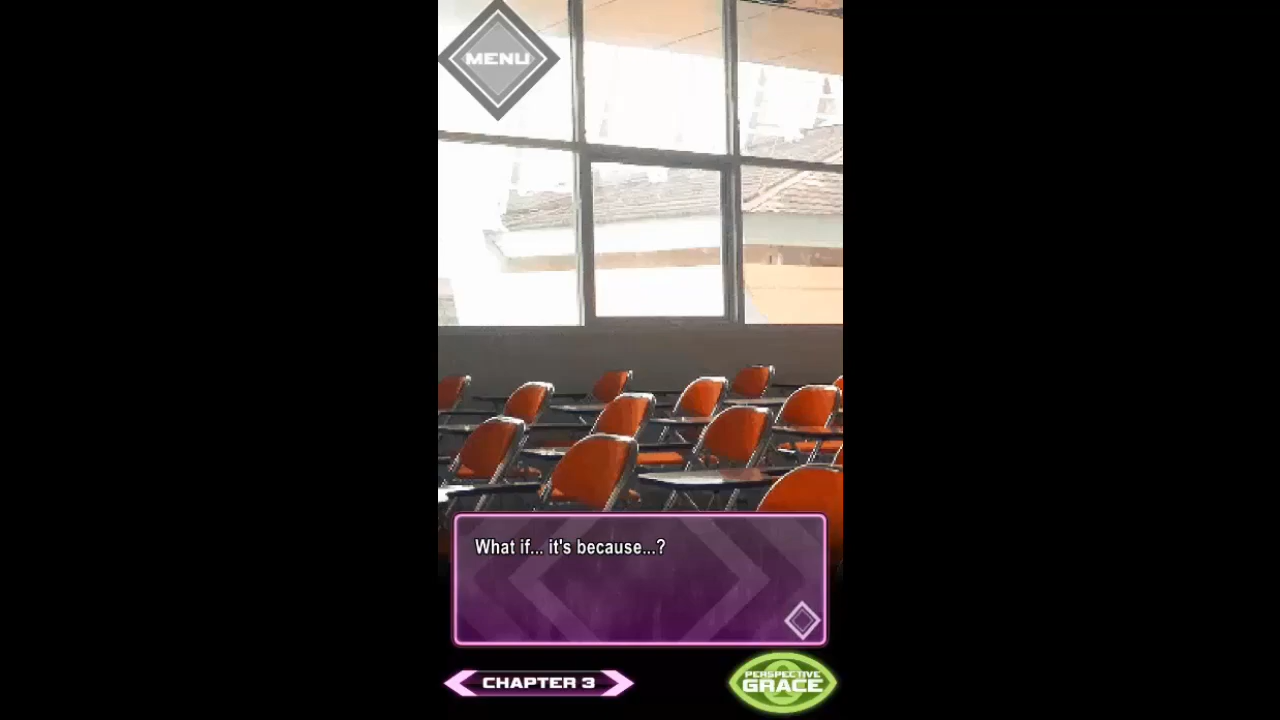 MENU
What if... it's because...?
CHAPTER 3
PERSPECTIVE
GRACE